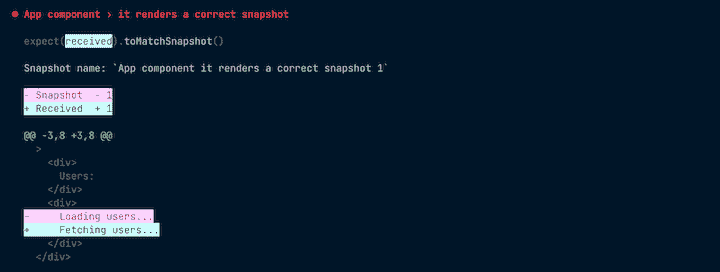 ● App component › it renders a correct snapshot
expect(received).toMatchSnapshot()
Snapshot name: `App component it renders a correct snapshot 1`
- Snapshot  - 1
+ Received  + 1
@@ -3,8 +3,8 @@
  >
    <div>
      Users:
    </div>
    <div>
-     Loading users...
+     Fetching users...
    </div>
  </div>